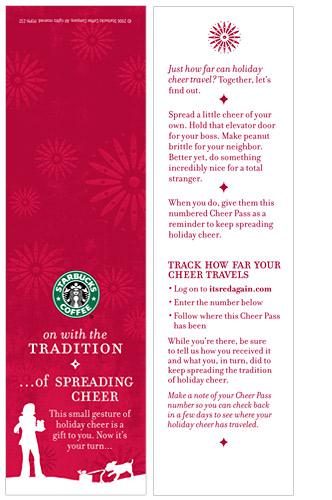 © 2006 Starbucks Coffee Company. All rights reserved.
STARBUCKS
COFFEE
on with the
TRADITION
...of SPREADING
CHEER
This small gesture of
holiday cheer is a
gift to you. Now it's
your turn...
Just how far can holiday
cheer travel? Together, let's
find out.
Spread a little cheer of your
own. Hold that elevator door
for your boss. Make peanut
brittle for your neighbor.
Better yet, do something
incredibly nice for a total
stranger.
When you do, give them this
numbered Cheer Pass as a
reminder to keep spreading
holiday cheer.
TRACK HOW FAR YOUR
CHEER TRAVELS
• Log on to itsredagain.com
• Enter the number below
• Follow where this Cheer Pass
has been
While you're there, be sure
to tell us how you received it
and what you, in turn, did to
keep spreading the tradition
of holiday cheer.
Make a note of your Cheer Pass
number so you can check back
in a few days to see where your
holiday cheer has traveled.